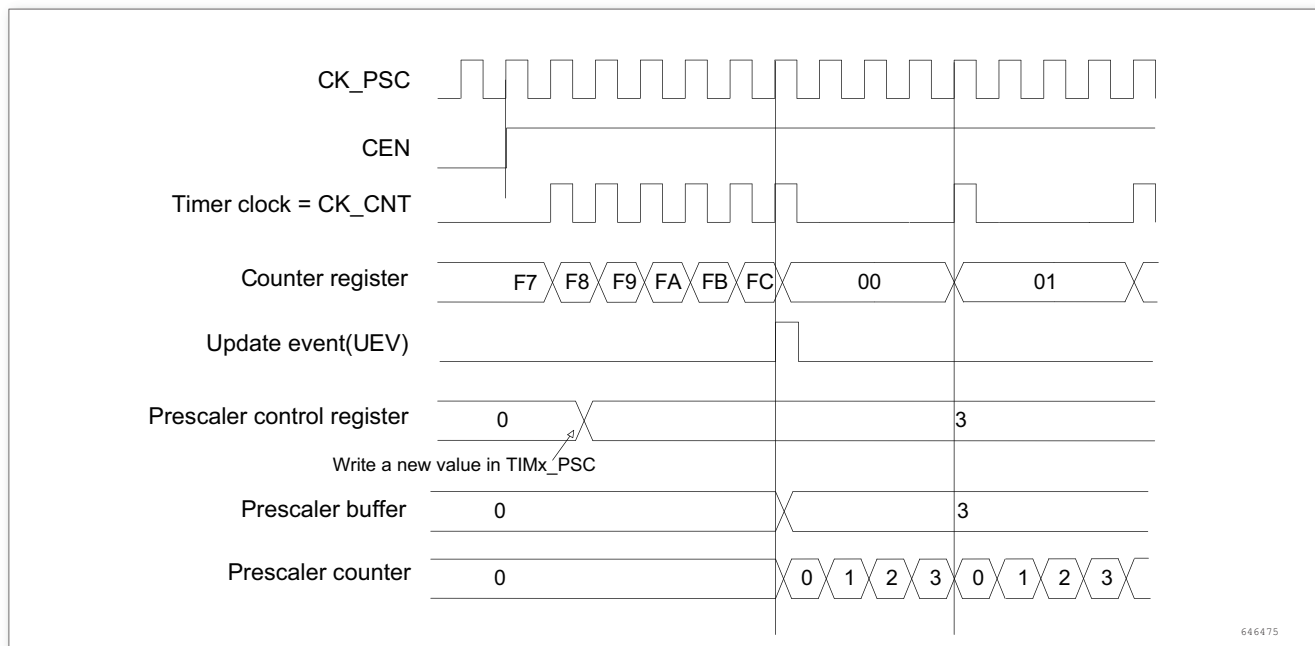 CK_PSC
CEN
Timer clock = CK_CNT
Counter register F7 F8 F9 FA FB FC 00 01
Update event(UEV)
Prescaler control register 0 3
Write a new value in TIMx_PSC
Prescaler buffer 0 3
Prescaler counter 0 0 1 2 3 0 1 2 3
646475